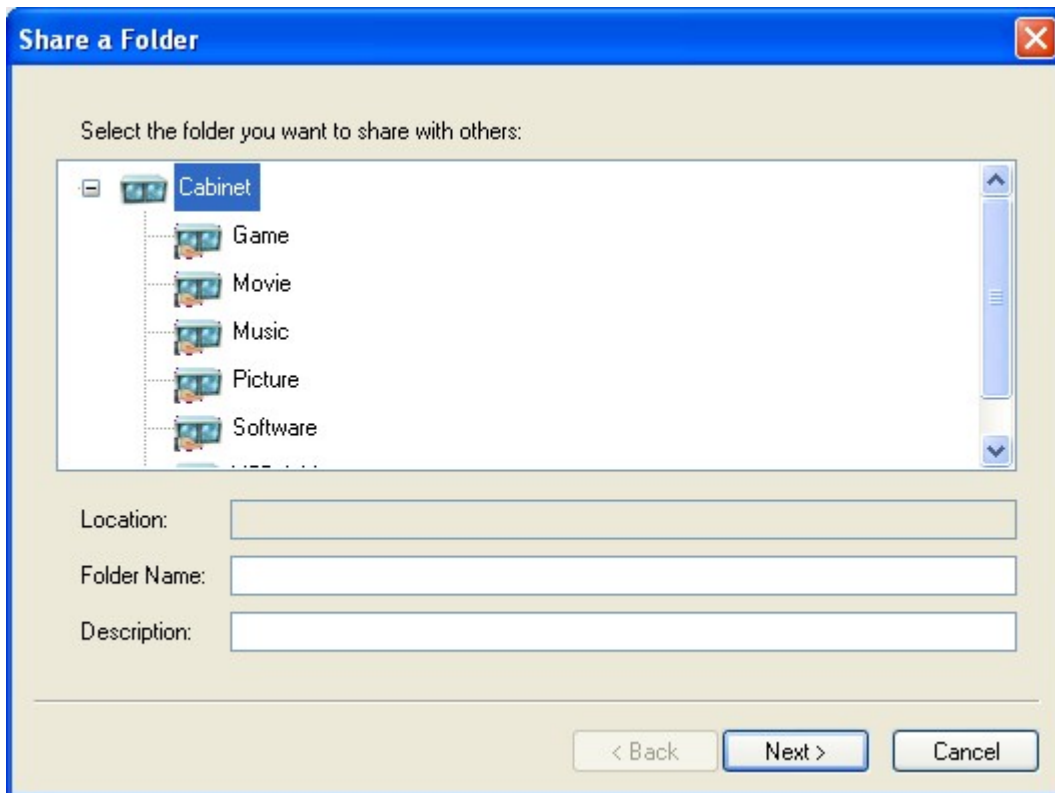 Share a Folder
Select the folder you want to share with others:
Cabinet
Game
Movie
Music
Picture
Software
Location:
Folder Name:
Description:
< Back
Next >
Cancel